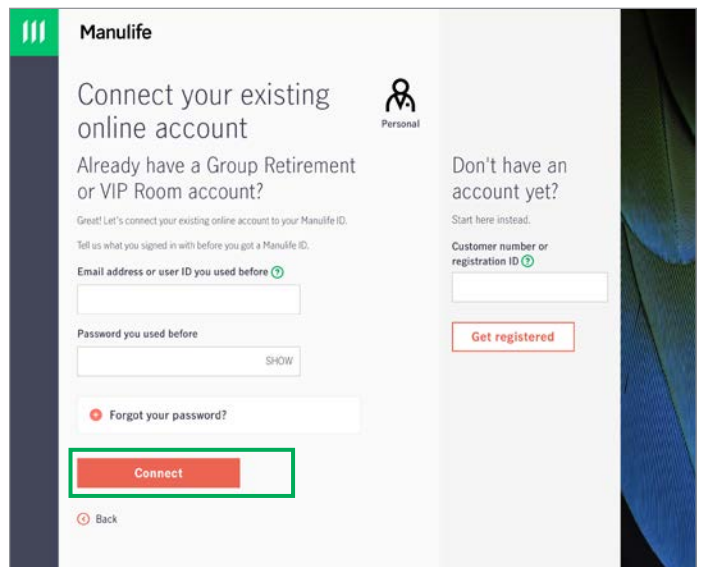 Manulife
Connect your existing
online account
Personal
Already have a Group Retirement
or VIP Room account?
Great! Let's connect your existing online account to your Manulife ID.
Tell us what you signed in with before you got a Manulife ID.
Email address or user ID you used before ?
Password you used before
SHOW
Forgot your password?
Connect
Back
Don't have an
account yet?
Start here instead.
Customer number or
registration ID ?
Get registered